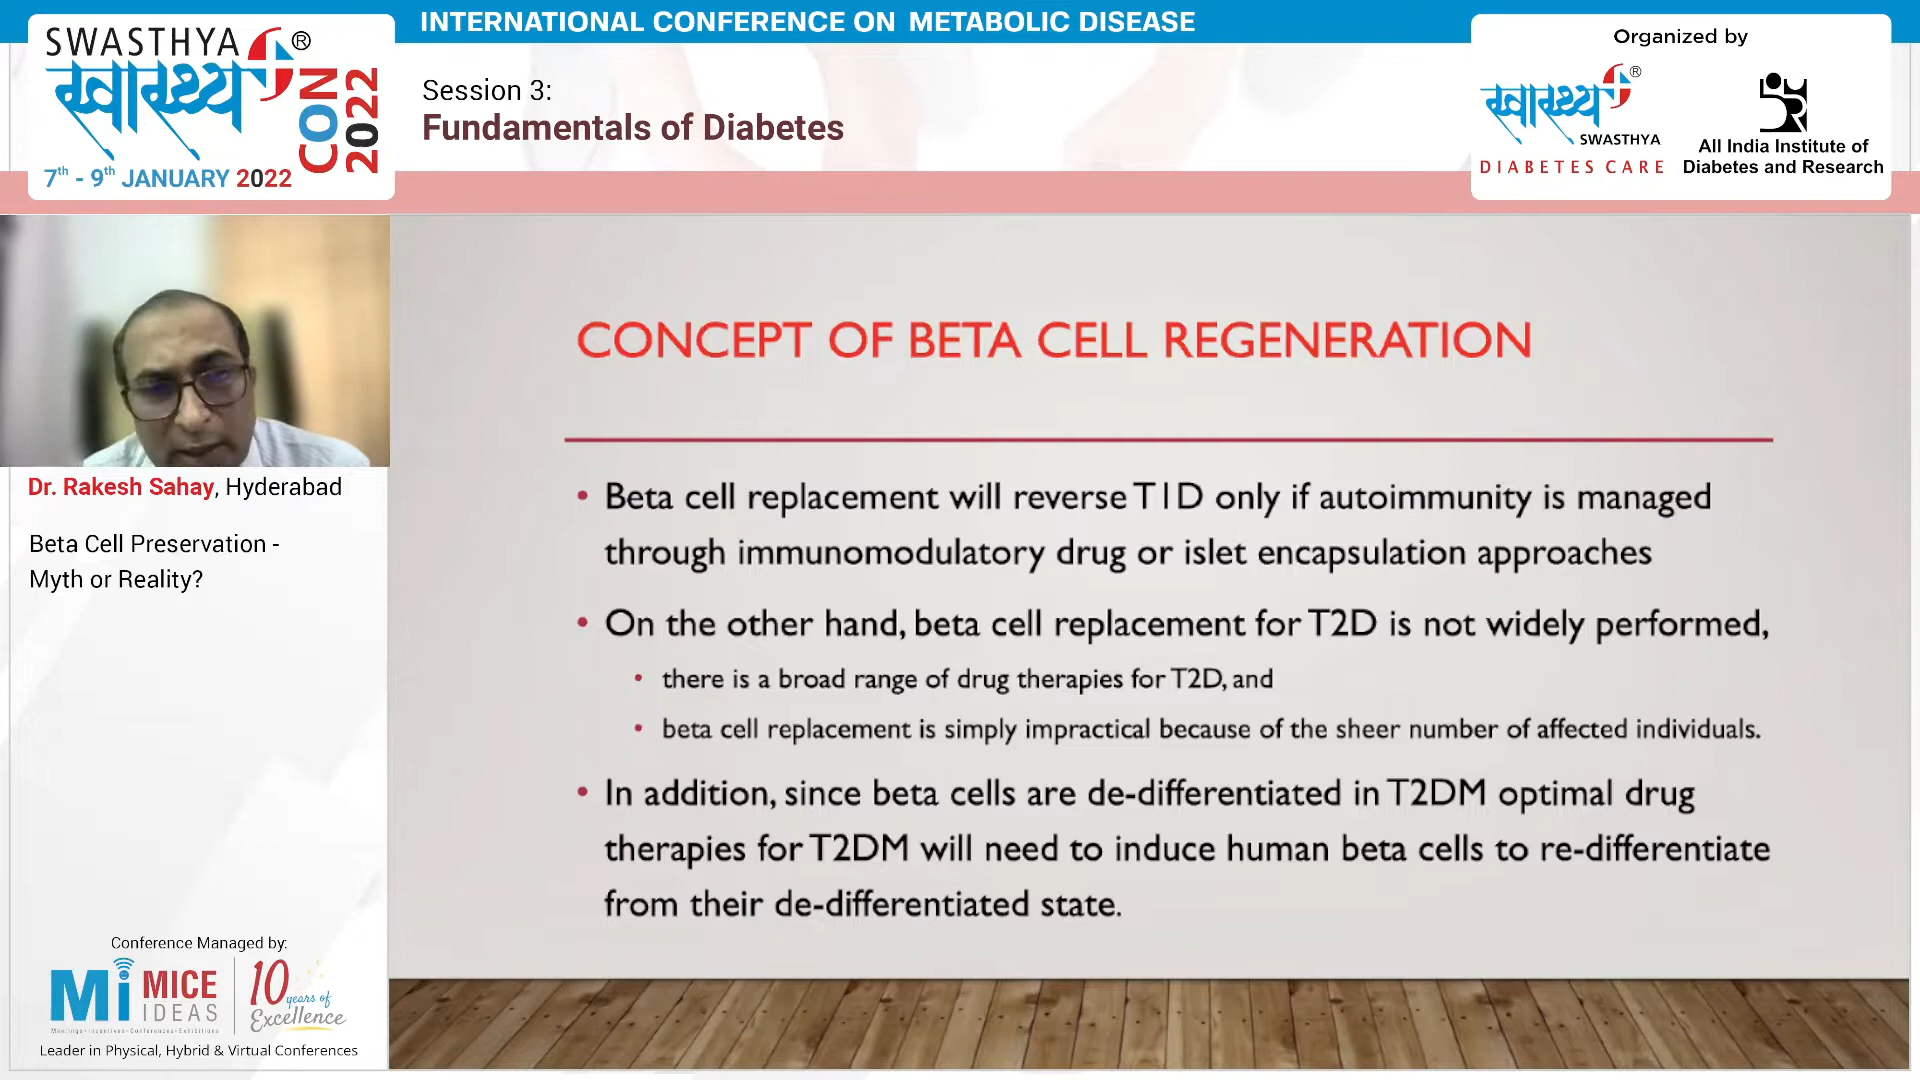 INTERNATIONAL CONFERENCE ON METABOLIC DISEASE
SWASTHYA ®
स्वास्थ्य
CON 2022
7th - 9th JANUARY 2022
Session 3:
Fundamentals of Diabetes
Organized by
स्वास्थ्य ®
SWASTHYA
DIABETES CARE
All India Institute of
Diabetes and Research
Dr. Rakesh Sahay, Hyderabad
Beta Cell Preservation -
Myth or Reality?
CONCEPT OF BETA CELL REGENERATION
• Beta cell replacement will reverse T1D only if autoimmunity is managed
through immunomodulatory drug or islet encapsulation approaches
• On the other hand, beta cell replacement for T2D is not widely performed,
• there is a broad range of drug therapies for T2D, and
• beta cell replacement is simply impractical because of the sheer number of affected individuals.
• In addition, since beta cells are de-differentiated in T2DM optimal drug
therapies for T2DM will need to induce human beta cells to re-differentiate
from their de-differentiated state.
Conference Managed by:
Mi MICE
IDEAS
Meetings•Incentives•Conferences•Exhibitions
10
years of
Excellence
Leader in Physical, Hybrid & Virtual Conferences